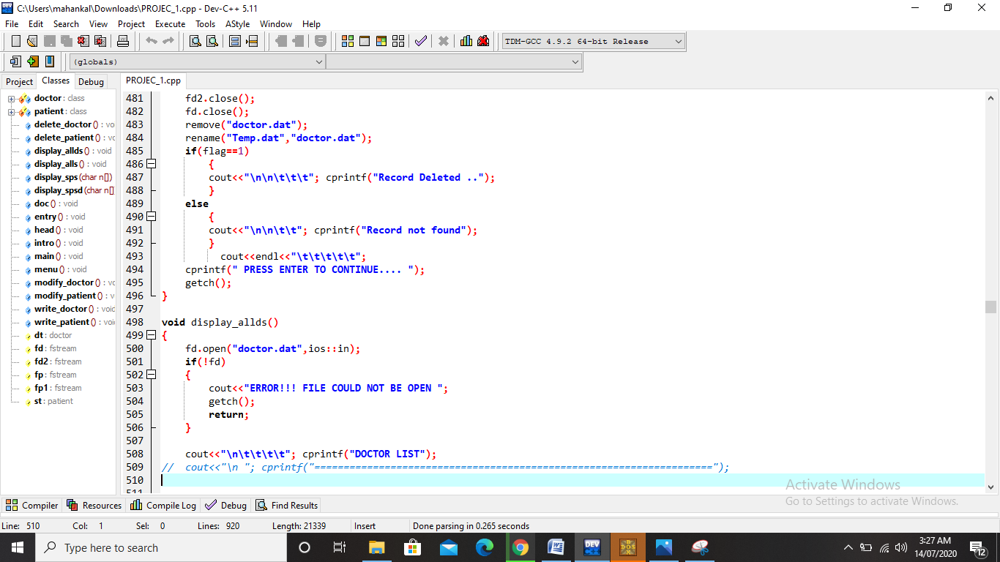 C:\Users\mahankal\Downloads\PROJEC_1.cpp - Dev-C++ 5.11
File Edit Search View Project Execute Tools AStyle Window Help
TDM-GCC 4.9.2 64-bit Release
(globals)
Project Classes Debug
PROJEC_1.cpp
doctor : class
patient : class
delete_doctor () : vo
delete_patient () : vc
display_allds () : void
display_alls () : void
display_sps (char n[])
display_spsd (char n[]
doc () : void
entry () : void
head () : void
intro () : void
main () : void
menu () : void
modify_doctor () : vc
modify_patient () : v
write_doctor () : voic
write_patient () : voi
dt : doctor
fd : fstream
fd2 : fstream
fp : fstream
fp1 : fstream
st : patient
481 fd2.close();
482 fd.close();
483 remove("doctor.dat");
484 rename("Temp.dat","doctor.dat");
485 if(flag==1)
486 {
487 cout<<"\n\n\t\t\t"; cprintf("Record Deleted ..");
488 }
489 else
490 {
491 cout<<"\n\n\t\t"; cprintf("Record not found");
492 }
493 cout<<endl<<"\t\t\t\t\t";
494 cprintf(" PRESS ENTER TO CONTINUE.... ");
495 getch();
496 }
497
498 void display_allds()
499 {
500 fd.open("doctor.dat",ios::in);
501 if(!fd)
502 {
503 cout<<"ERROR!!! FILE COULD NOT BE OPEN ";
504 getch();
505 return;
506 }
507
508 cout<<"\n\t\t\t\t"; cprintf("DOCTOR LIST");
509 // cout<<"\n "; cprintf("====================================================================");
510
511
Activate Windows
Go to Settings to activate Windows.
Compiler Resources Compile Log Debug Find Results
Line: 510 Col: 1 Sel: 0 Lines: 920 Length: 21339 Insert Done parsing in 0.265 seconds
Type here to search
DEV
DOS
3:27 AM
14/07/2020
12